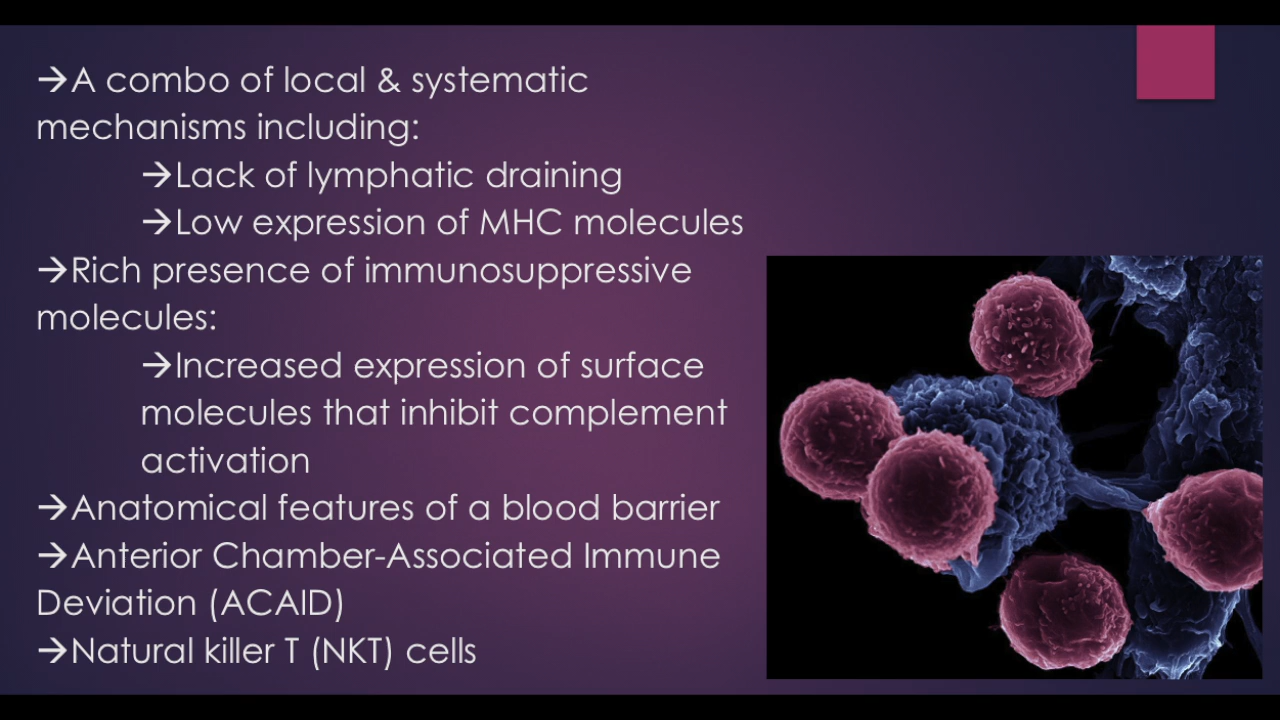 →A combo of local & systematic
mechanisms including:
→Lack of lymphatic draining
→Low expression of MHC molecules
→Rich presence of immunosuppressive
molecules:
→Increased expression of surface
molecules that inhibit complement
activation
→Anatomical features of a blood barrier
→Anterior Chamber-Associated Immune
Deviation (ACAID)
→Natural killer T (NKT) cells